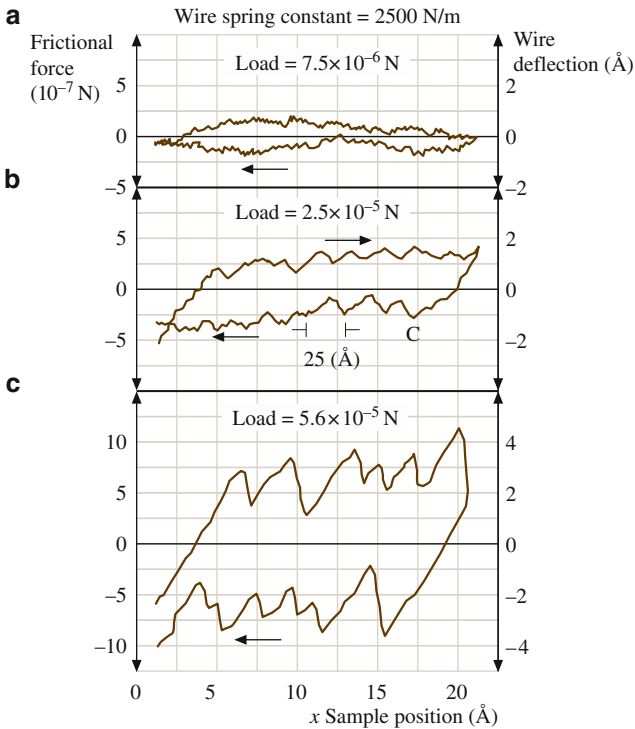 a
Wire spring constant = 2500 N/m
Frictional force (10⁻⁷ N)
Wire deflection (Å)
Load = 7.5×10⁻⁶ N
5
0
−5
2
0
−2
b
Load = 2.5×10⁻⁵ N
5
0
−5
2
0
−2
25 (Å)
C
c
Load = 5.6×10⁻⁵ N
10
5
0
−5
−10
4
2
0
−2
−4
0 5 10 15 20
x Sample position (Å)